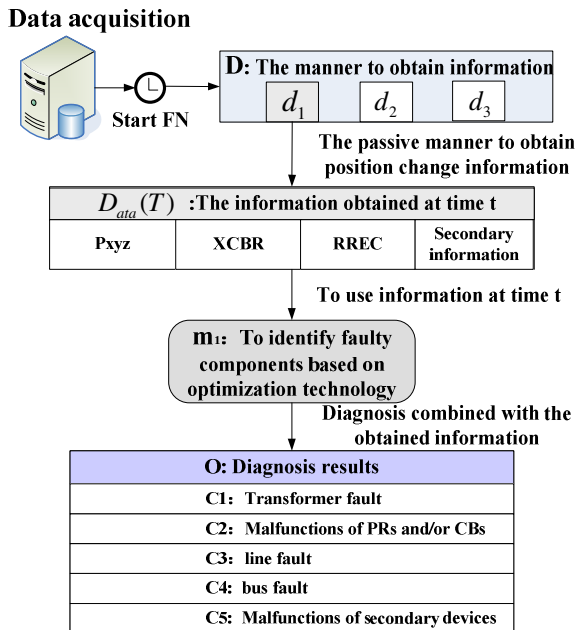 Data acquisition
Start FN
D: The manner to obtain information
d1 d2 d3
The passive manner to obtain
position change information
Data(T) :The information obtained at time t
Pxyz XCBR RREC Secondary
information
To use information at time t
m1: To identify faulty
components based on
optimization technology
Diagnosis combined with the
obtained information
O: Diagnosis results
C1: Transformer fault
C2: Malfunctions of PRs and/or CBs
C3: line fault
C4: bus fault
C5: Malfunctions of secondary devices